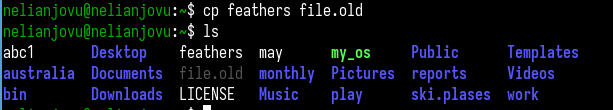 nelianjovu@nelianjovu:~$ cp feathers file.old
nelianjovu@nelianjovu:~$ ls
abc1 Desktop feathers may my_os Public Templates
australia Documents file.old monthly Pictures reports Videos
bin Downloads LICENSE Music play ski.plases work